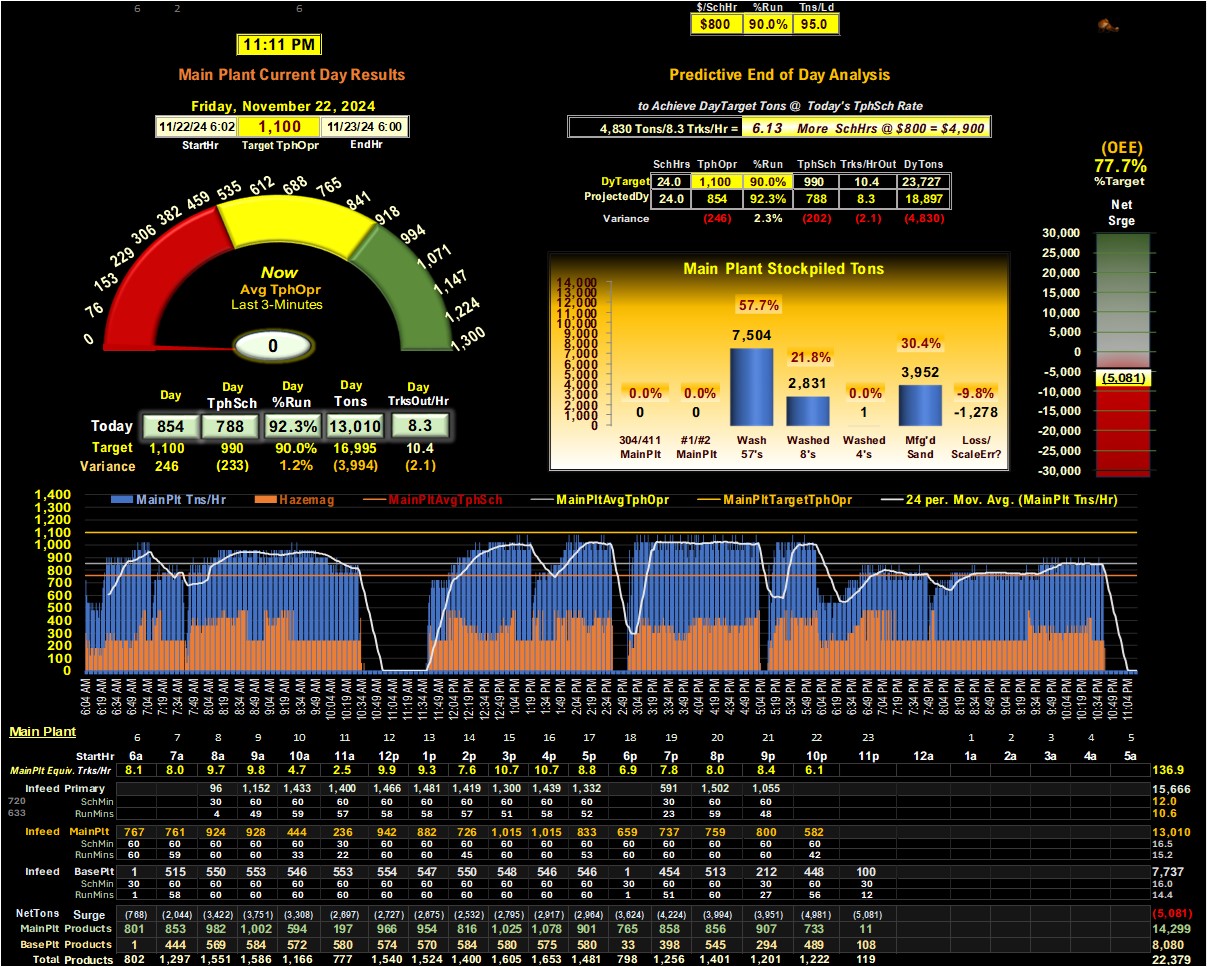 6 2 6
$/SchHr %Run Tns/Ld
$800 90.0% 95.0
11:11 PM
Main Plant Current Day Results
Predictive End of Day Analysis
Friday, November 22, 2024
to Achieve DayTarget Tons @ Today's TphSch Rate
11/22/24 6:02 1,100 11/23/24 6:00
StartHr Target TphOpr EndHr
4,830 Tons/8.3 Trks/Hr = 6.13 More SchHrs @ $800 = $4,900
(OEE)
77.7%
%Target
SchHrs TphOpr %Run TphSch Trks/HrOut DyTons
DyTarget 24.0 1,100 90.0% 990 10.4 23,727
ProjectedDy 24.0 854 92.3% 788 8.3 18,897
Variance (246) 2.3% (202) (2.1) (4,830)
Net
Srge
30,000
25,000
20,000
15,000
10,000
5,000
0
-5,000
(5,081)
-10,000
-15,000
-20,000
-25,000
-30,000
0 76 153 229 306 382 459 535 612 688 765 841 918 994 1,071 1,147 1,224 1,300
Now
Avg TphOpr
Last 3-Minutes
0
Main Plant Stockpiled Tons
14,000
13,000
12,000
11,000
10,000
9,000
8,000
7,000
6,000
5,000
4,000
3,000
2,000
1,000
0
0.0% 0.0% 57.7% 21.8% 0.0% 30.4% -9.8%
0 0 7,504 2,831 1 3,952 -1,278
304/411 #1/#2 Wash Washed Washed Mfg'd Loss/
MainPlt MainPlt 57's 8's 4's Sand ScaleErr?
Day Day Day Day Day
TphSch %Run Tons TrksOut/Hr
Today 854 788 92.3% 13,010 8.3
Target 1,100 990 90.0% 16,995 10.4
Variance 246 (233) 1.2% (3,994) (2.1)
MainPlt Tns/Hr Hazemag MainPltAvgTphSch MainPltAvgTphOpr MainPltTargetTphOpr 24 per. Mov. Avg. (MainPlt Tns/Hr)
1,400
1,300
1,200
1,100
1,000
900
800
700
600
500
400
300
200
100
0
6:04 AM 6:19 AM 6:34 AM 6:49 AM 7:04 AM 7:19 AM 7:34 AM 7:49 AM 8:04 AM 8:19 AM 8:34 AM 8:49 AM 9:04 AM 9:19 AM 9:34 AM 9:49 AM 10:04 AM 10:19 AM 10:34 AM 10:49 AM 11:04 AM 11:19 AM 11:34 AM 11:49 AM 12:04 PM 12:19 PM 12:34 PM 12:49 PM 1:04 PM 1:19 PM 1:34 PM 1:49 PM 2:04 PM 2:19 PM 2:34 PM 2:49 PM 3:04 PM 3:19 PM 3:34 PM 3:49 PM 4:04 PM 4:19 PM 4:34 PM 4:49 PM 5:04 PM 5:19 PM 5:34 PM 5:49 PM 6:04 PM 6:19 PM 6:34 PM 6:49 PM 7:04 PM 7:19 PM 7:34 PM 7:49 PM 8:04 PM 8:19 PM 8:34 PM 8:49 PM 9:04 PM 9:19 PM 9:34 PM 9:49 PM 10:04 PM 10:19 PM 10:34 PM 10:49 PM 11:04 PM
Main Plant 6 7 8 9 10 11 12 13 14 15 16 17 18 19 20 21 22 23 1 2 3 4 5
StartHr 6a 7a 8a 9a 10a 11a 12p 1p 2p 3p 4p 5p 6p 7p 8p 9p 10p 11p 12a 1a 2a 3a 4a 5a
MainPlt Equiv. Trks/Hr 8.1 8.0 9.7 9.8 4.7 2.5 9.9 9.3 7.6 10.7 10.7 8.8 6.9 7.8 8.0 8.4 6.1 136.9
Infeed Primary 96 1,152 1,433 1,400 1,466 1,481 1,419 1,300 1,439 1,332 591 1,502 1,055 15,666
720 SchMin 30 60 60 60 60 60 60 60 60 60 30 60 60 12.0
633 RunMins 4 49 59 57 58 58 57 51 58 52 23 59 48 10.6
Infeed MainPlt 767 761 924 928 444 236 942 882 726 1,015 1,015 833 659 737 759 800 582 13,010
SchMin 60 60 60 60 60 30 60 60 60 60 60 60 60 60 60 60 60 16.5
RunMins 60 59 60 60 33 22 60 60 45 60 60 53 60 60 60 60 42 15.2
Infeed BasePlt 1 515 550 553 546 553 554 547 550 548 546 546 1 454 513 212 448 100 7,737
SchMin 30 60 60 60 60 60 60 60 60 60 60 60 30 60 60 30 60 30 16.0
RunMins 1 58 60 60 60 60 60 60 60 60 60 60 1 51 60 27 56 12 14.4
NetTons Surge (768) (2,044) (3,422) (3,751) (3,308) (2,697) (2,727) (2,675) (2,532) (2,795) (2,917) (2,964) (3,624) (4,224) (3,994) (3,951) (4,981) (5,081) (5,081)
MainPlt Products 801 853 982 1,002 594 197 966 954 816 1,025 1,078 901 765 858 856 907 733 11 14,299
BasePlt Products 1 444 569 584 572 580 574 570 584 580 575 580 33 398 545 294 489 108 8,080
Total Products 802 1,297 1,551 1,586 1,166 777 1,540 1,524 1,400 1,605 1,653 1,481 798 1,256 1,401 1,201 1,222 119 22,379